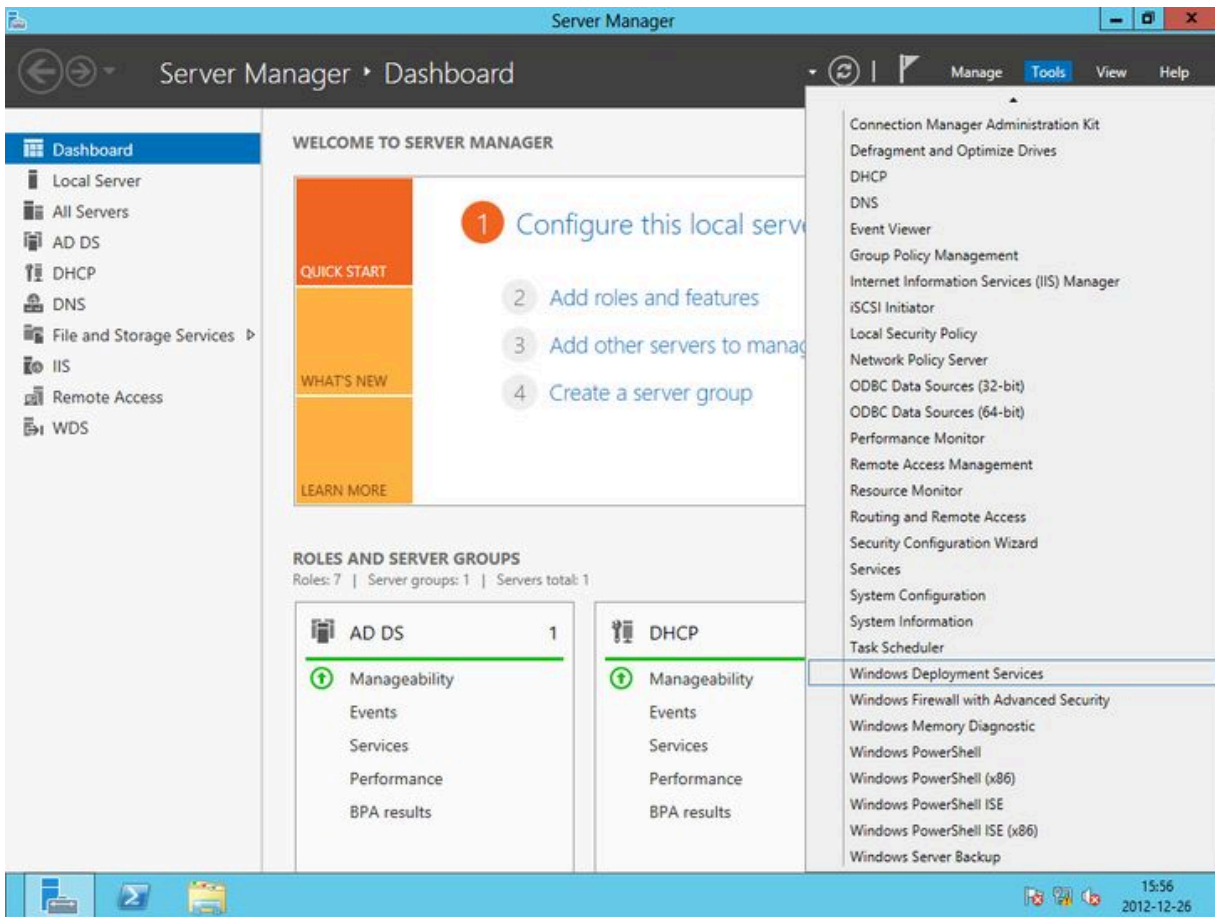 Server Manager
Server Manager ‣ Dashboard
Manage Tools View Help
Dashboard
Local Server
All Servers
AD DS
DHCP
DNS
File and Storage Services
IIS
Remote Access
WDS
WELCOME TO SERVER MANAGER
QUICK START
WHAT'S NEW
LEARN MORE
1 Configure this local serve
2 Add roles and features
3 Add other servers to manag
4 Create a server group
ROLES AND SERVER GROUPS
Roles: 7 | Server groups: 1 | Servers total: 1
AD DS 1
Manageability
Events
Services
Performance
BPA results
DHCP
Manageability
Events
Services
Performance
BPA results
Connection Manager Administration Kit
Defragment and Optimize Drives
DHCP
DNS
Event Viewer
Group Policy Management
Internet Information Services (IIS) Manager
iSCSI Initiator
Local Security Policy
Network Policy Server
ODBC Data Sources (32-bit)
ODBC Data Sources (64-bit)
Performance Monitor
Remote Access Management
Resource Monitor
Routing and Remote Access
Security Configuration Wizard
Services
System Configuration
System Information
Task Scheduler
Windows Deployment Services
Windows Firewall with Advanced Security
Windows Memory Diagnostic
Windows PowerShell
Windows PowerShell (x86)
Windows PowerShell ISE
Windows PowerShell ISE (x86)
Windows Server Backup
15:56
2012-12-26